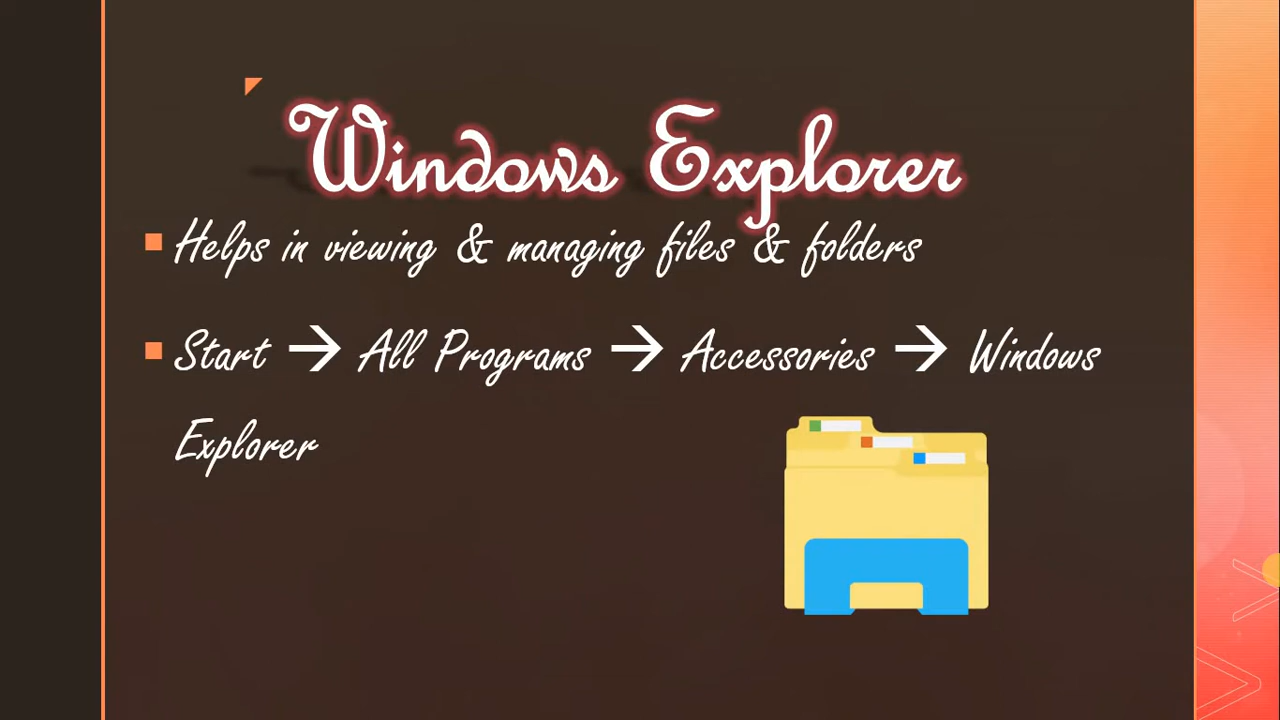 Windows Explorer
Helps in viewing & managing files & folders
Start → All Programs → Accessories → Windows
Explorer